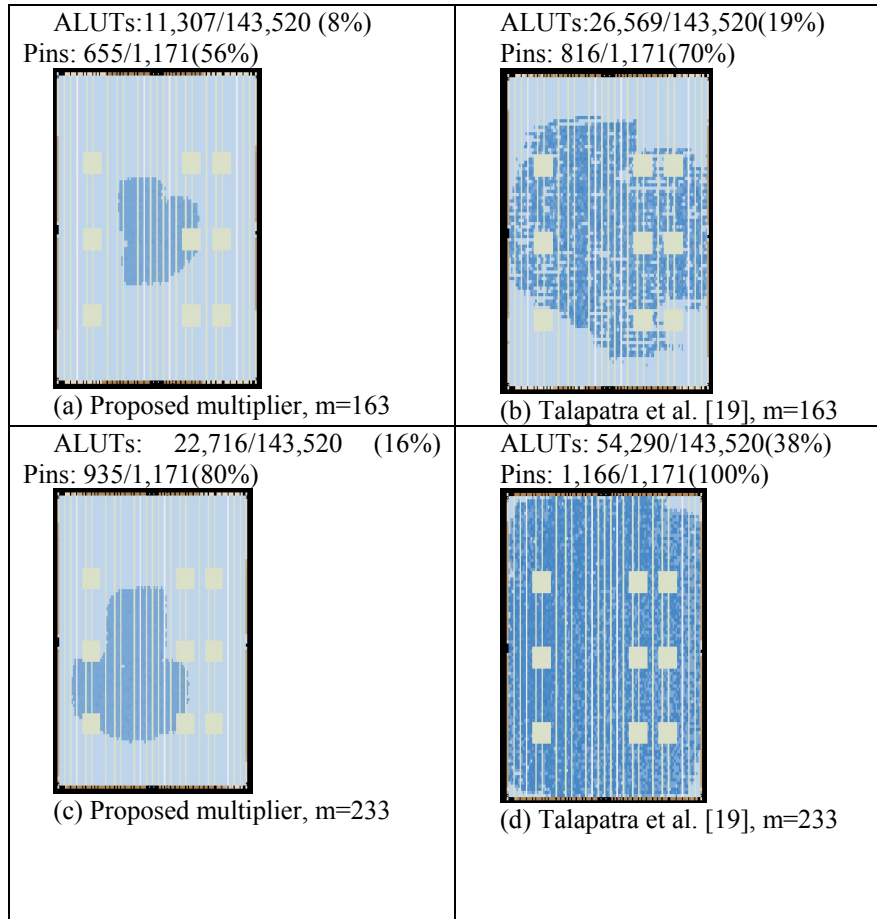 ALUTs:11,307/143,520 (8%)
Pins: 655/1,171(56%)
(a) Proposed multiplier, m=163
ALUTs:26,569/143,520(19%)
Pins: 816/1,171(70%)
(b) Talapatra et al. [19], m=163
ALUTs: 22,716/143,520 (16%)
Pins: 935/1,171(80%)
(c) Proposed multiplier, m=233
ALUTs: 54,290/143,520(38%)
Pins: 1,166/1,171(100%)
(d) Talapatra et al. [19], m=233